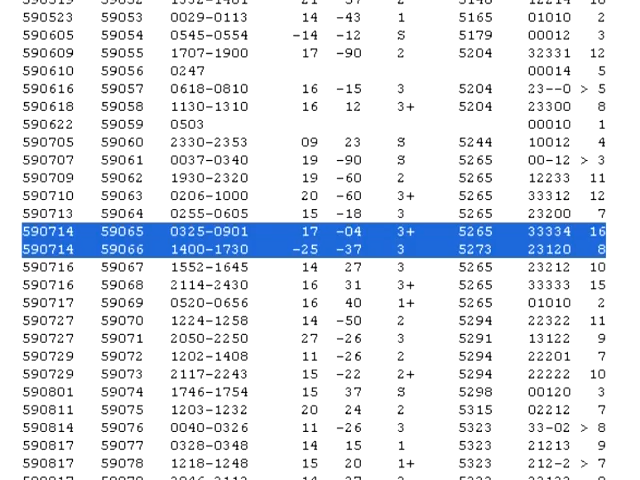 590523 59053 0029-0113 14 -43 1 5165 01010 2
590605 59054 0545-0554 -14 -12 S 5179 00012 3
590609 59055 1707-1900 17 -90 2 5204 32331 12
590610 59056 0247 00014 5
590616 59057 0618-0810 16 -15 3 5204 23--0 > 5
590618 59058 1130-1310 16 12 3+ 5204 23300 8
590622 59059 0503 00010 1
590705 59060 2330-2353 09 23 S 5244 10012 4
590707 59061 0037-0340 19 -90 S 5265 00-12 > 3
590709 59062 1930-2320 19 -60 2 5265 12233 11
590710 59063 0206-1000 20 -60 3+ 5265 33312 12
590713 59064 0255-0605 15 -18 3 5265 23200 7
590714 59065 0325-0901 17 -04 3+ 5265 33334 16
590714 59066 1400-1730 -25 -37 3 5273 23120 8
590716 59067 1552-1645 14 27 3 5265 23212 10
590716 59068 2114-2430 16 31 3+ 5265 33333 15
590717 59069 0520-0656 16 40 1+ 5265 01010 2
590727 59070 1224-1258 14 -50 2 5294 22322 11
590727 59071 2050-2250 27 -26 3 5291 13122 9
590729 59072 1202-1408 11 -26 2 5294 22201 7
590729 59073 2117-2243 15 -22 2+ 5294 22222 10
590801 59074 1746-1754 15 37 S 5298 00120 3
590811 59075 1203-1232 20 24 2 5315 02212 7
590814 59076 0040-0326 11 -26 3 5323 33-02 > 8
590817 59077 0328-0348 14 15 1 5323 21213 9
590817 59078 1218-1248 15 20 1+ 5323 212-2 > 7